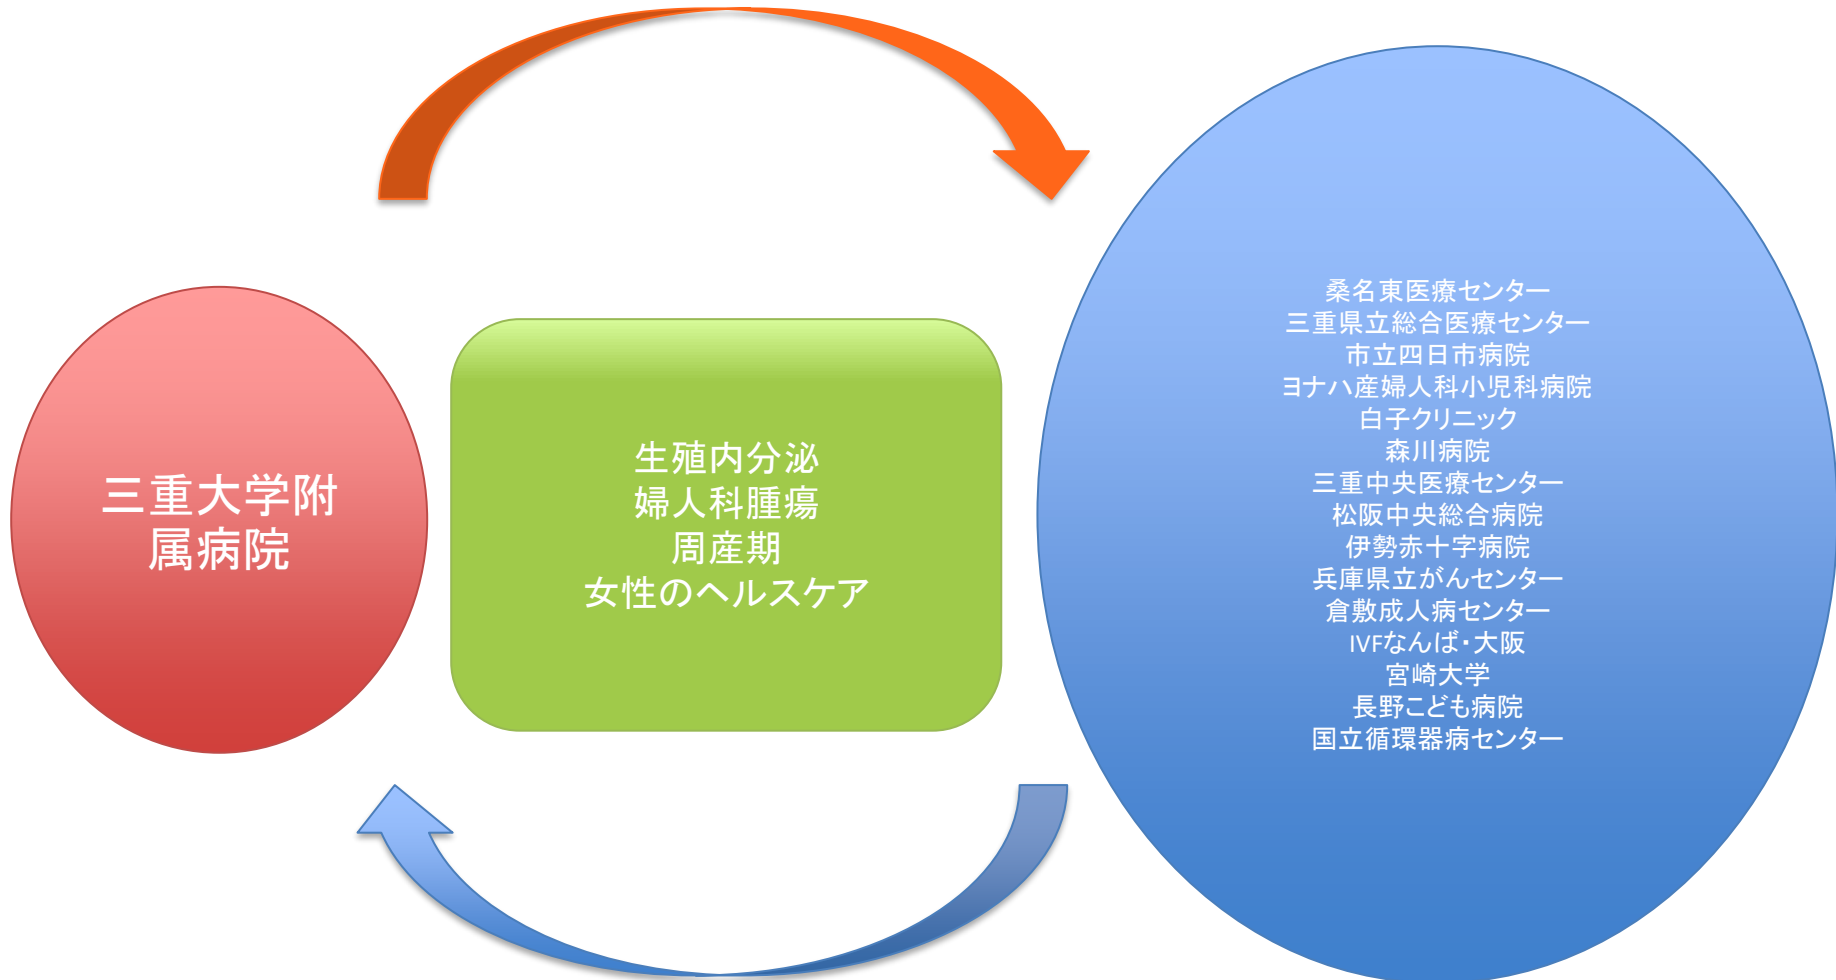 三重大学附
属病院
生殖内分泌
婦人科腫瘍
周産期
女性のヘルスケア
桑名東医療センター
三重県立総合医療センター
市立四日市病院
ヨナハ産婦人科小児科病院
白子クリニック
森川病院
三重中央医療センター
松阪中央総合病院
伊勢赤十字病院
兵庫県立がんセンター
倉敷成人病センター
IVFなんば・大阪
宮崎大学
長野こども病院
国立循環器病センター